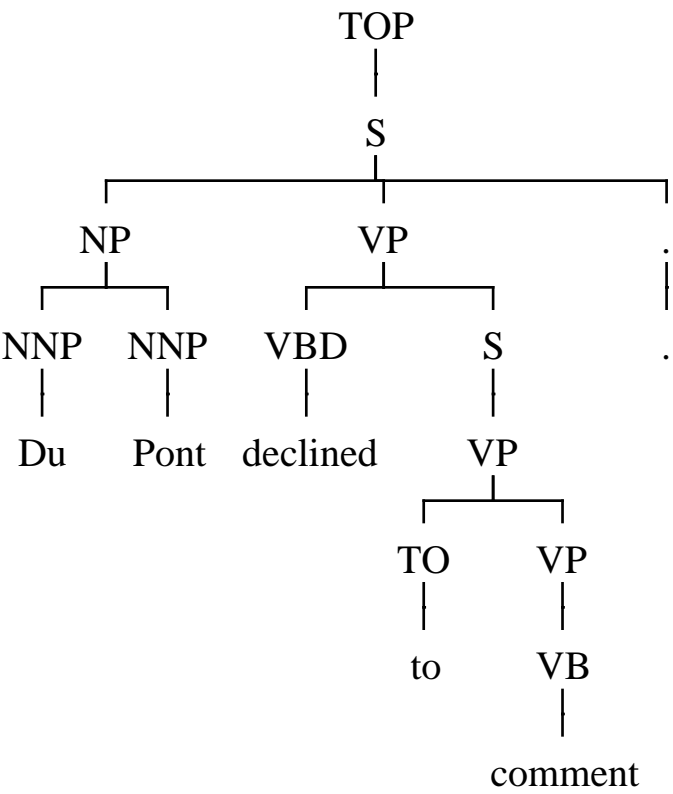 TOP
S
NP VP .
NNP NNP VBD S .
Du Pont declined VP
TO VP
to VB
comment